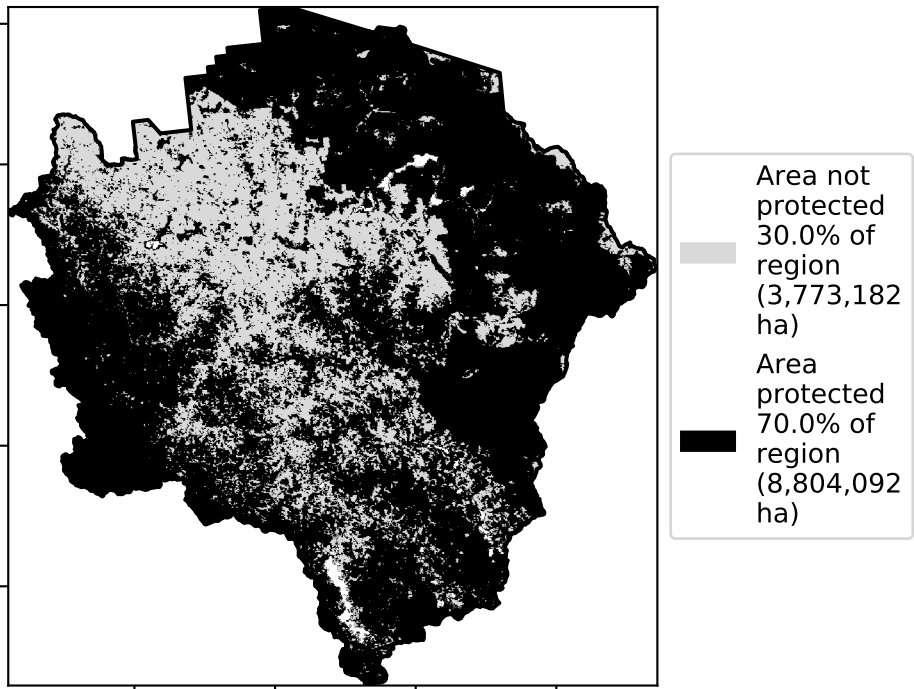 Area not
protected
30.0% of
region
(3,773,182
ha)
Area
protected
70.0% of
region
(8,804,092
ha)